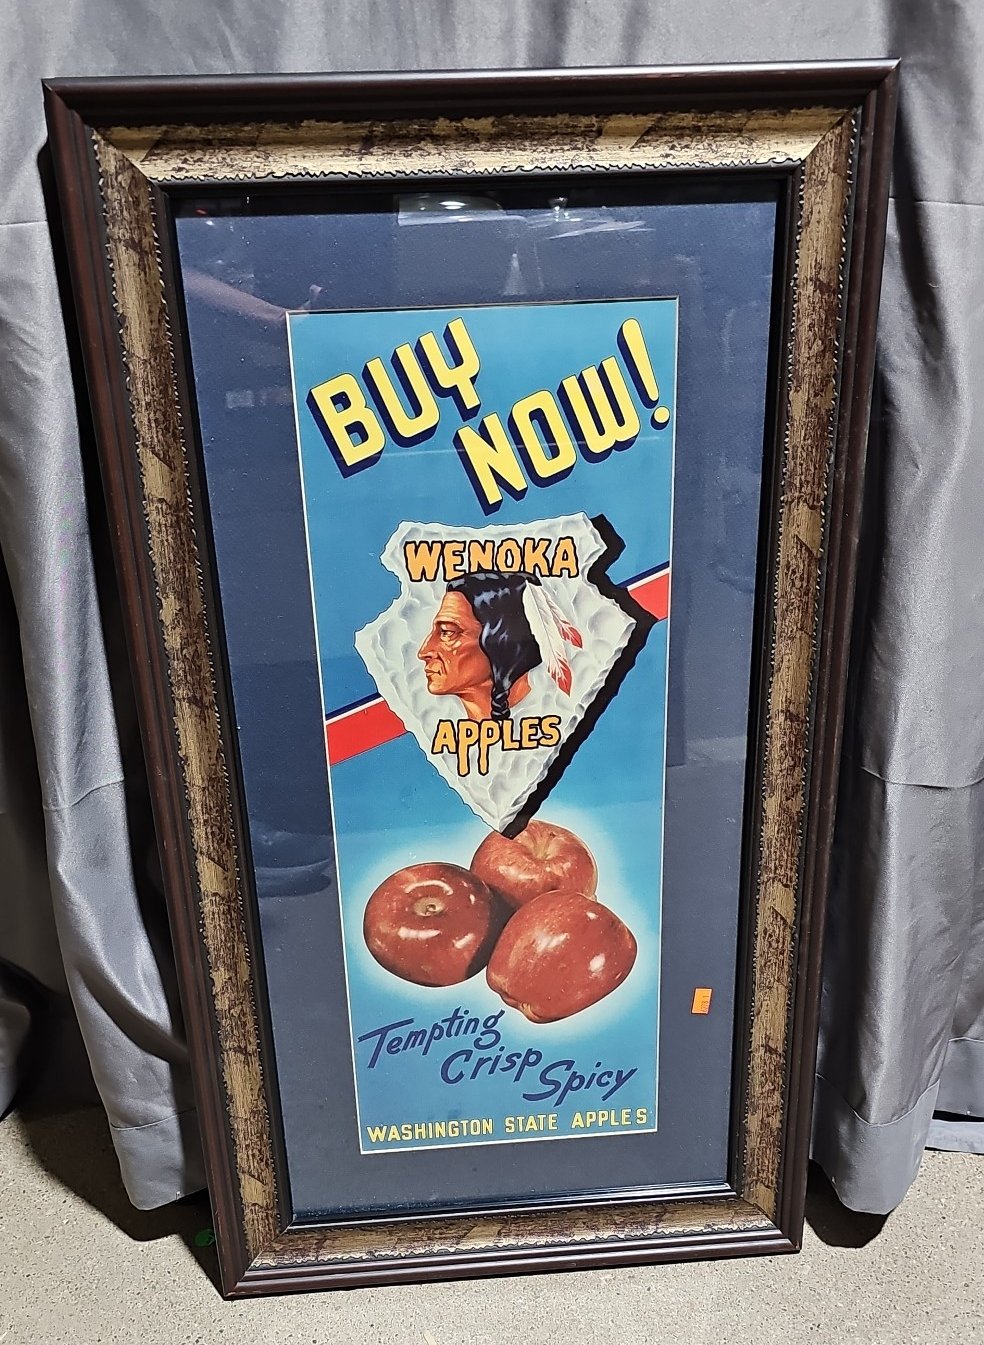 BUY
NOW!
WENOKA
APPLES
Tempting
Crisp
Spicy
WASHINGTON STATE APPLES